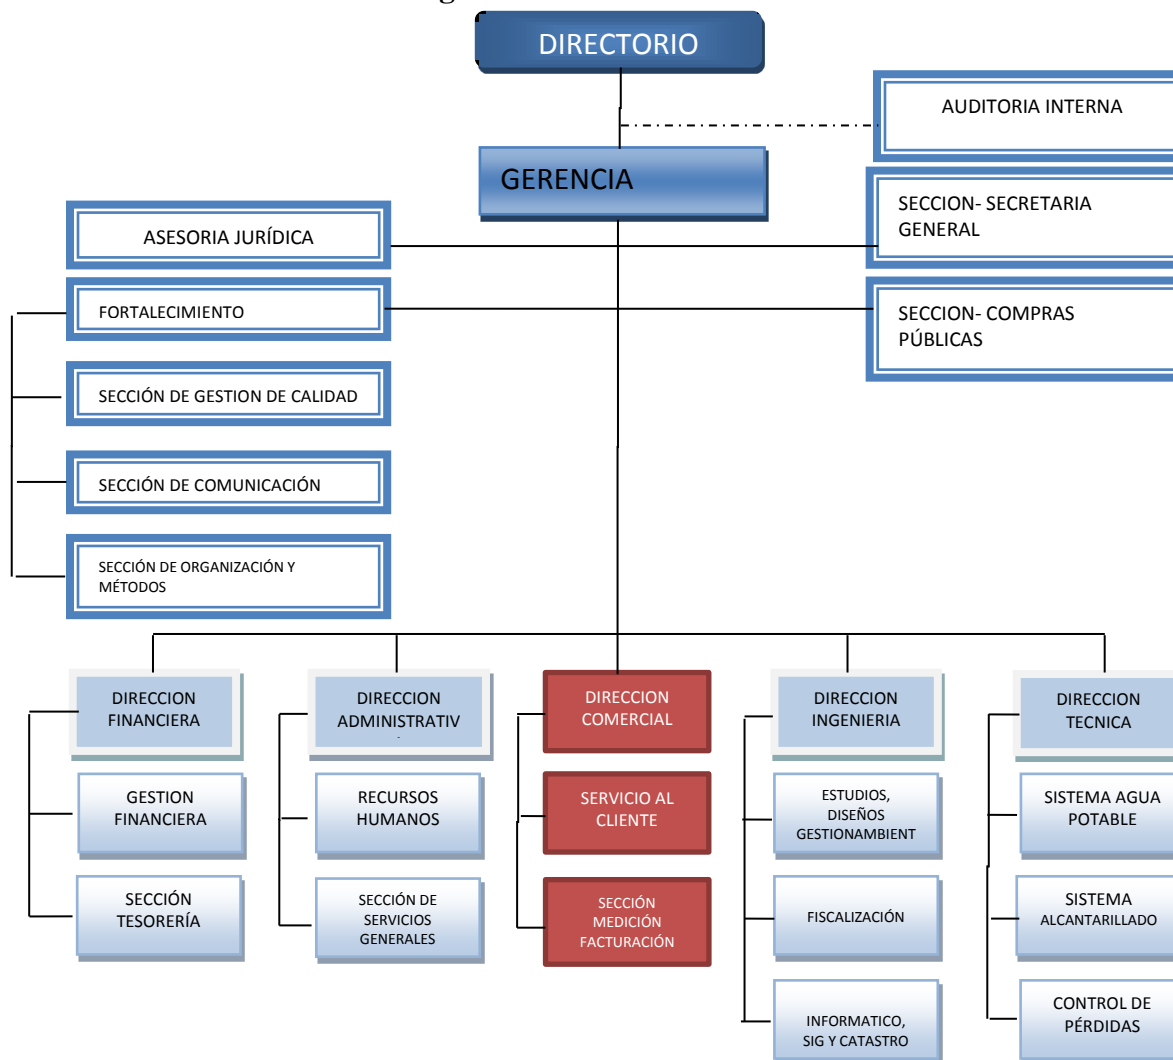 DIRECTORIO
AUDITORIA INTERNA
GERENCIA
SECCION- SECRETARIA
GENERAL
ASESORIA JURÍDICA
FORTALECIMIENTO
SECCION- COMPRAS
PÚBLICAS
SECCIÓN DE GESTION DE CALIDAD
SECCIÓN DE COMUNICACIÓN
SECCIÓN DE ORGANIZACIÓN Y
MÉTODOS
DIRECCION
FINANCIERA
GESTION
FINANCIERA
SECCIÓN
TESORERÍA
DIRECCION
ADMINISTRATIV
RECURSOS
HUMANOS
SECCIÓN DE
SERVICIOS
GENERALES
DIRECCION
COMERCIAL
SERVICIO AL
CLIENTE
SECCIÓN
MEDICIÓN
FACTURACIÓN
DIRECCION
INGENIERIA
ESTUDIOS,
DISEÑOS
GESTIONAMBIENT
FISCALIZACIÓN
INFORMATICO,
SIG Y CATASTRO
DIRECCION
TECNICA
SISTEMA AGUA
POTABLE
SISTEMA
ALCANTARILLADO
CONTROL DE
PÉRDIDAS